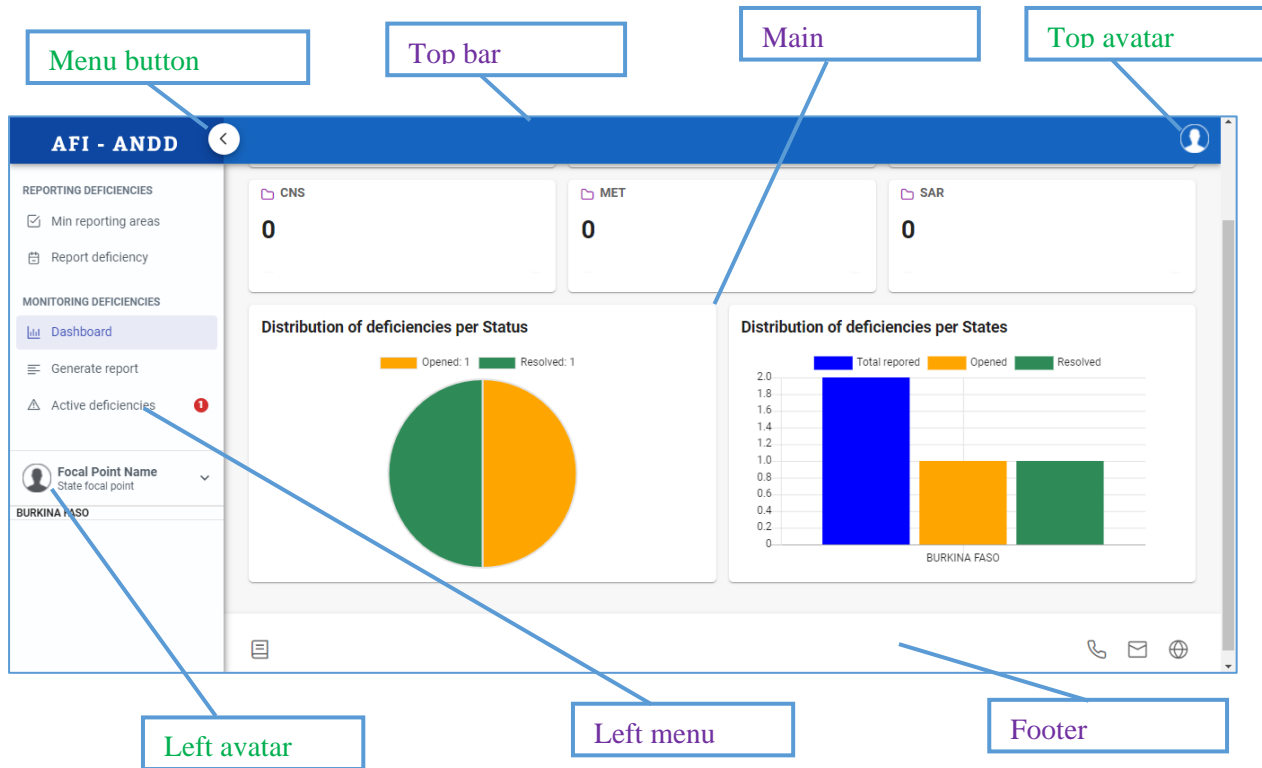 Menu button
Top bar
Main
Top avatar
AFI - ANDD
REPORTING DEFICIENCIES
Min reporting areas
Report deficiency
MONITORING DEFICIENCIES
Dashboard
Generate report
Active deficiencies 1
Focal Point Name
State focal point
BURKINA FASO
CNS
0
MET
0
SAR
0
Distribution of deficiencies per Status
Opened: 1 Resolved: 1
Distribution of deficiencies per States
Total repored Opened Resolved
2.0
1.8
1.6
1.4
1.2
1.0
0.8
0.6
0.4
0.2
0
BURKINA FASO
Left avatar
Left menu
Footer